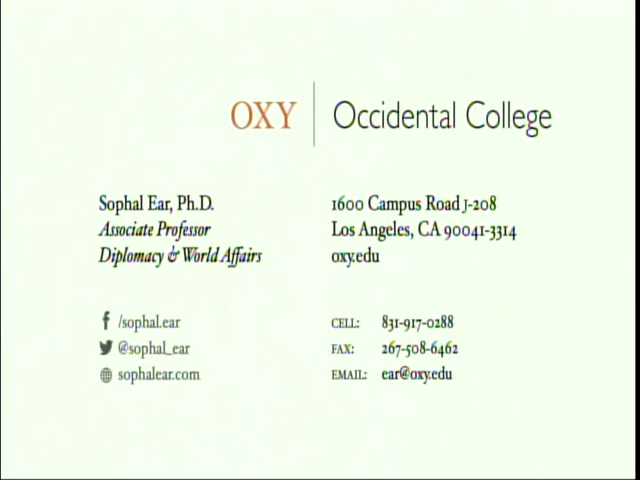 OXY | Occidental College
Sophal Ear, Ph.D.
Associate Professor
Diplomacy & World Affairs
1600 Campus Road J-208
Los Angeles, CA 90041-3314
oxy.edu
/sophal.ear
@sophal_ear
sophalear.com
CELL: 831-917-0288
FAX: 267-508-6462
EMAIL: ear@oxy.edu